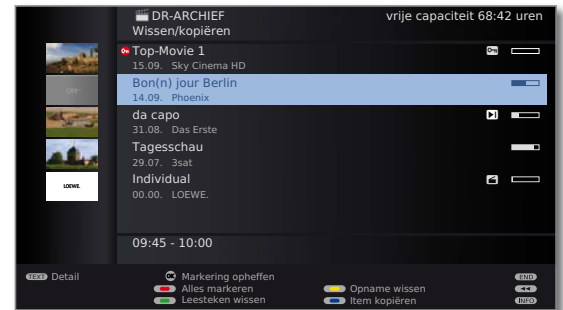 DR-ARCHIEF
vrije capaciteit 68:42 uren
Wissen/kopiëren
Top-Movie 1
15.09. Sky Cinema HD
Bon(n) jour Berlin
14.09. Phoenix
da capo
31.08. Das Erste
Tagesschau
29.07. 3sat
Individual
00.00. LOEWE.
LOEWE.
09:45 - 10:00
TEXT Detail
OK Markering opheffen
END
Alles markeren
Opname wissen
Leesteken wissen
Item kopiëren
INFO